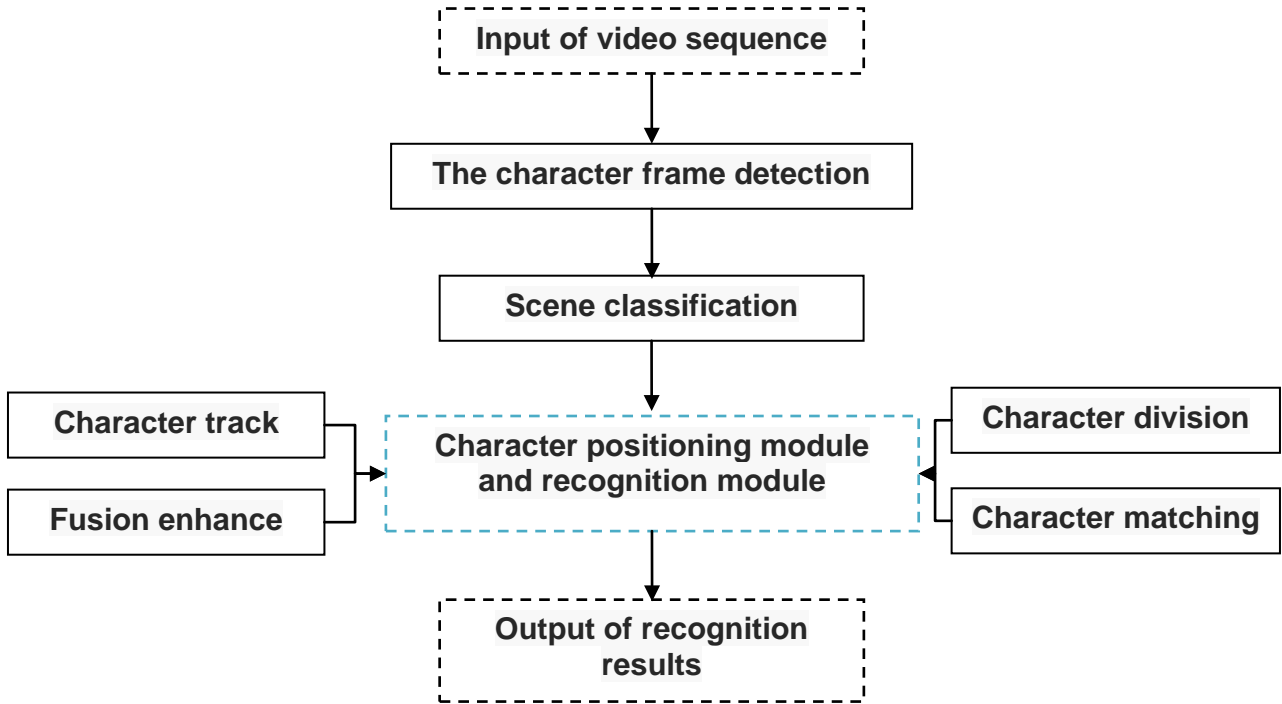 Input of video sequence
The character frame detection
Scene classification
Character track
Fusion enhance
Character positioning module
and recognition module
Character division
Character matching
Output of recognition
results